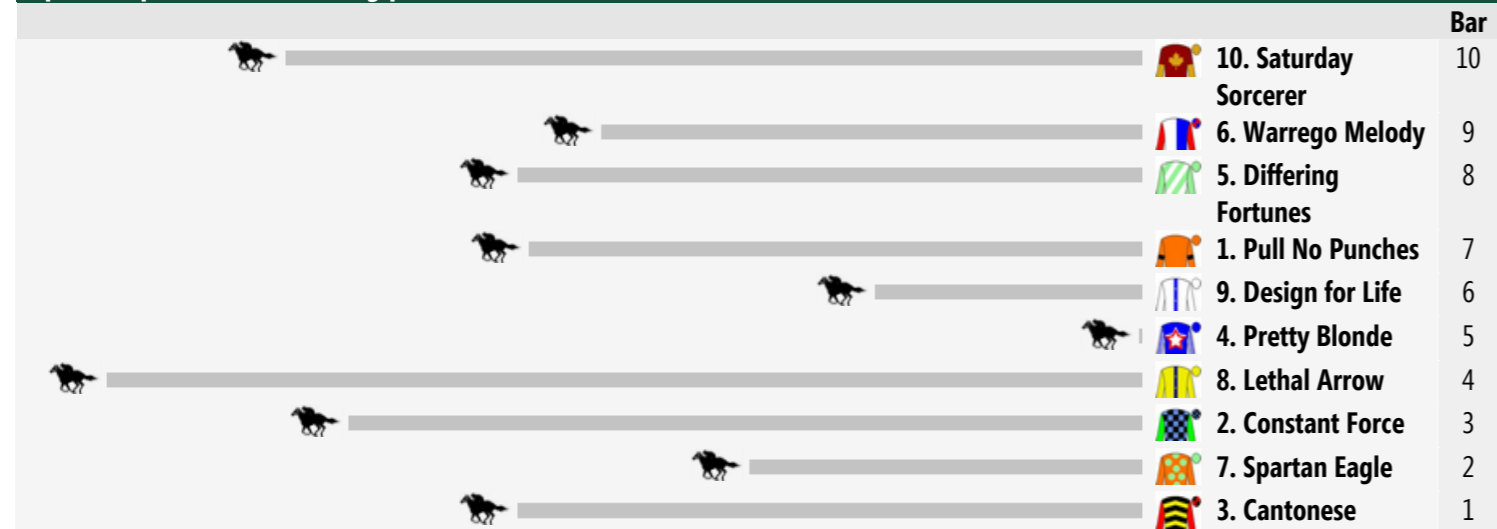 Bar
10. Saturday 10
Sorcerer
6. Warrego Melody 9
5. Differing 8
Fortunes
1. Pull No Punches 7
9. Design for Life 6
4. Pretty Blonde 5
8. Lethal Arrow 4
2. Constant Force 3
7. Spartan Eagle 2
3. Cantonese 1